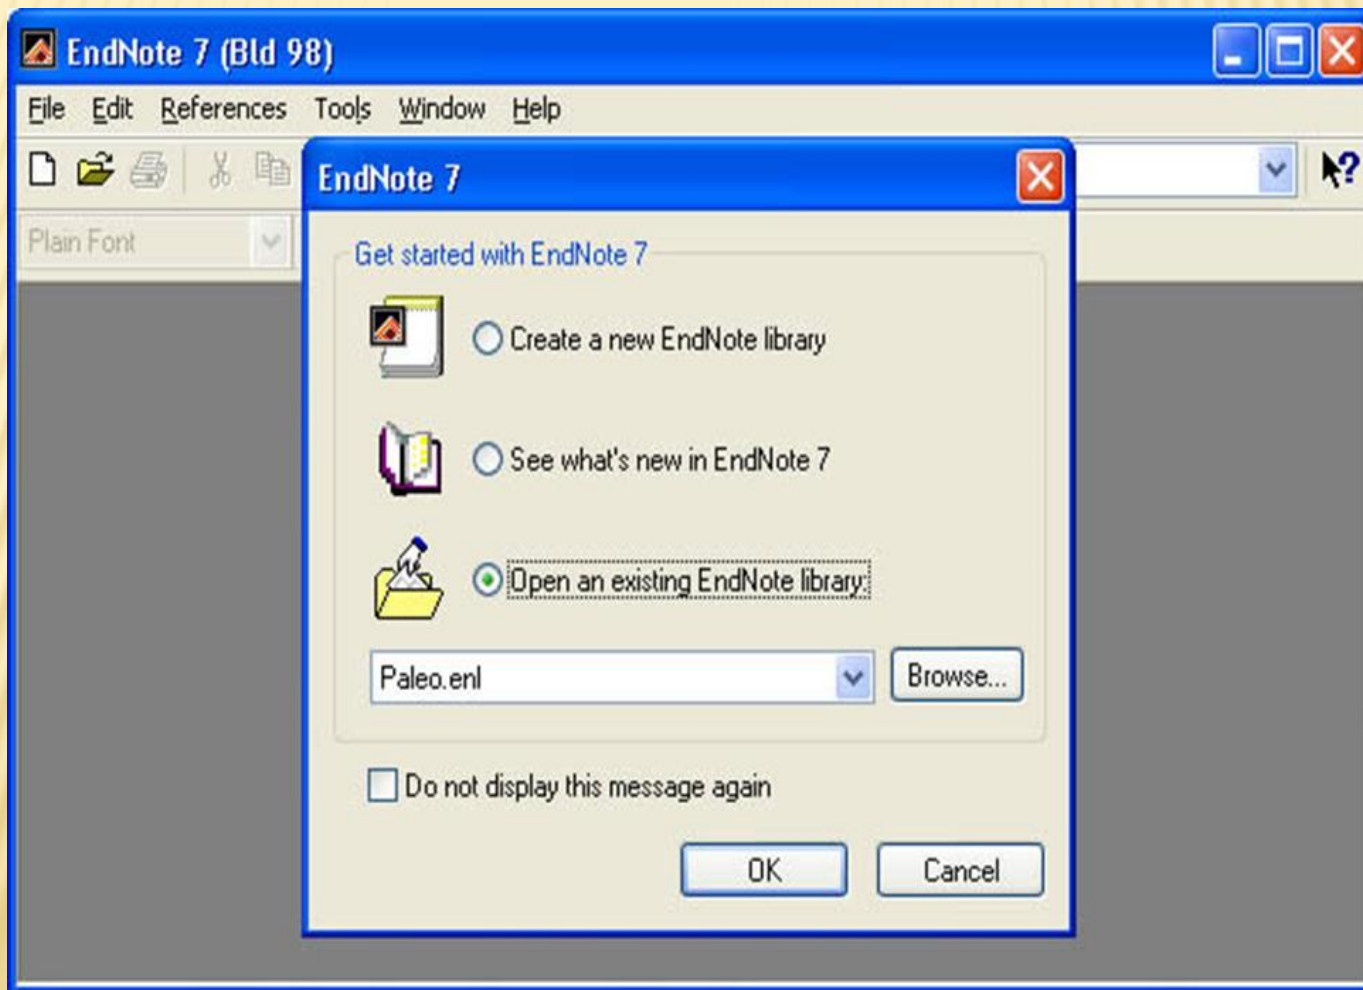 EndNote 7 (Bld 98)
File Edit References Tools Window Help
Plain Font
EndNote 7
Get started with EndNote 7
Create a new EndNote library
See what's new in EndNote 7
Open an existing EndNote library:
Paleo.enl
Browse...
Do not display this message again
OK Cancel